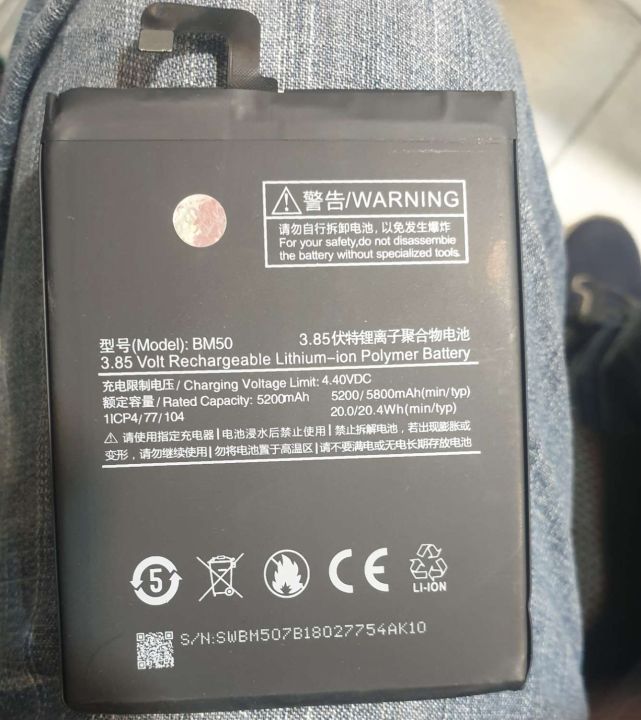 警告/WARNING
请勿自行拆卸电池,以免发生爆炸
For your safety,do not disassemble
the battery without specialized tools.
型号(Model): BM50
3.85伏特锂离子聚合物电池
3.85 Volt Rechargeable Lithium-ion Polymer Battery
充电限制电压/ Charging Voltage Limit: 4.40VDC
额定容量/ Rated Capacity: 5200mAh 5200/ 5800mAh(min/typ)
1ICP4/77/104 20.0/20.4Wh(min/typ)
请使用指定充电器|电池浸水后禁止使用|禁止拆解电池,若出现膨胀或
变形,请勿继续使用|勿将电池置于高温区|请不要满电或无电长期存放电池
5
CE
LI-ION
S/N:SWBM507B18027754AK10